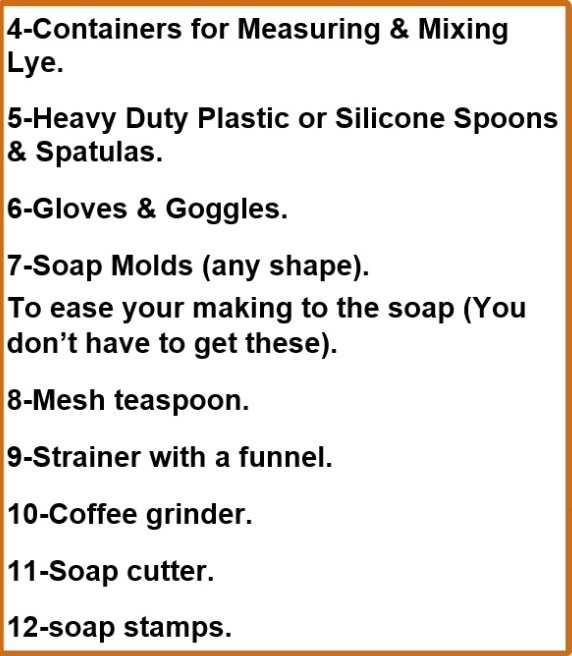 4-Containers for Measuring & Mixing
Lye.
5-Heavy Duty Plastic or Silicone Spoons
& Spatulas.
6-Gloves & Goggles.
7-Soap Molds (any shape).
To ease your making to the soap (You
don’t have to get these).
8-Mesh teaspoon.
9-Strainer with a funnel.
10-Coffee grinder.
11-Soap cutter.
12-soap stamps.